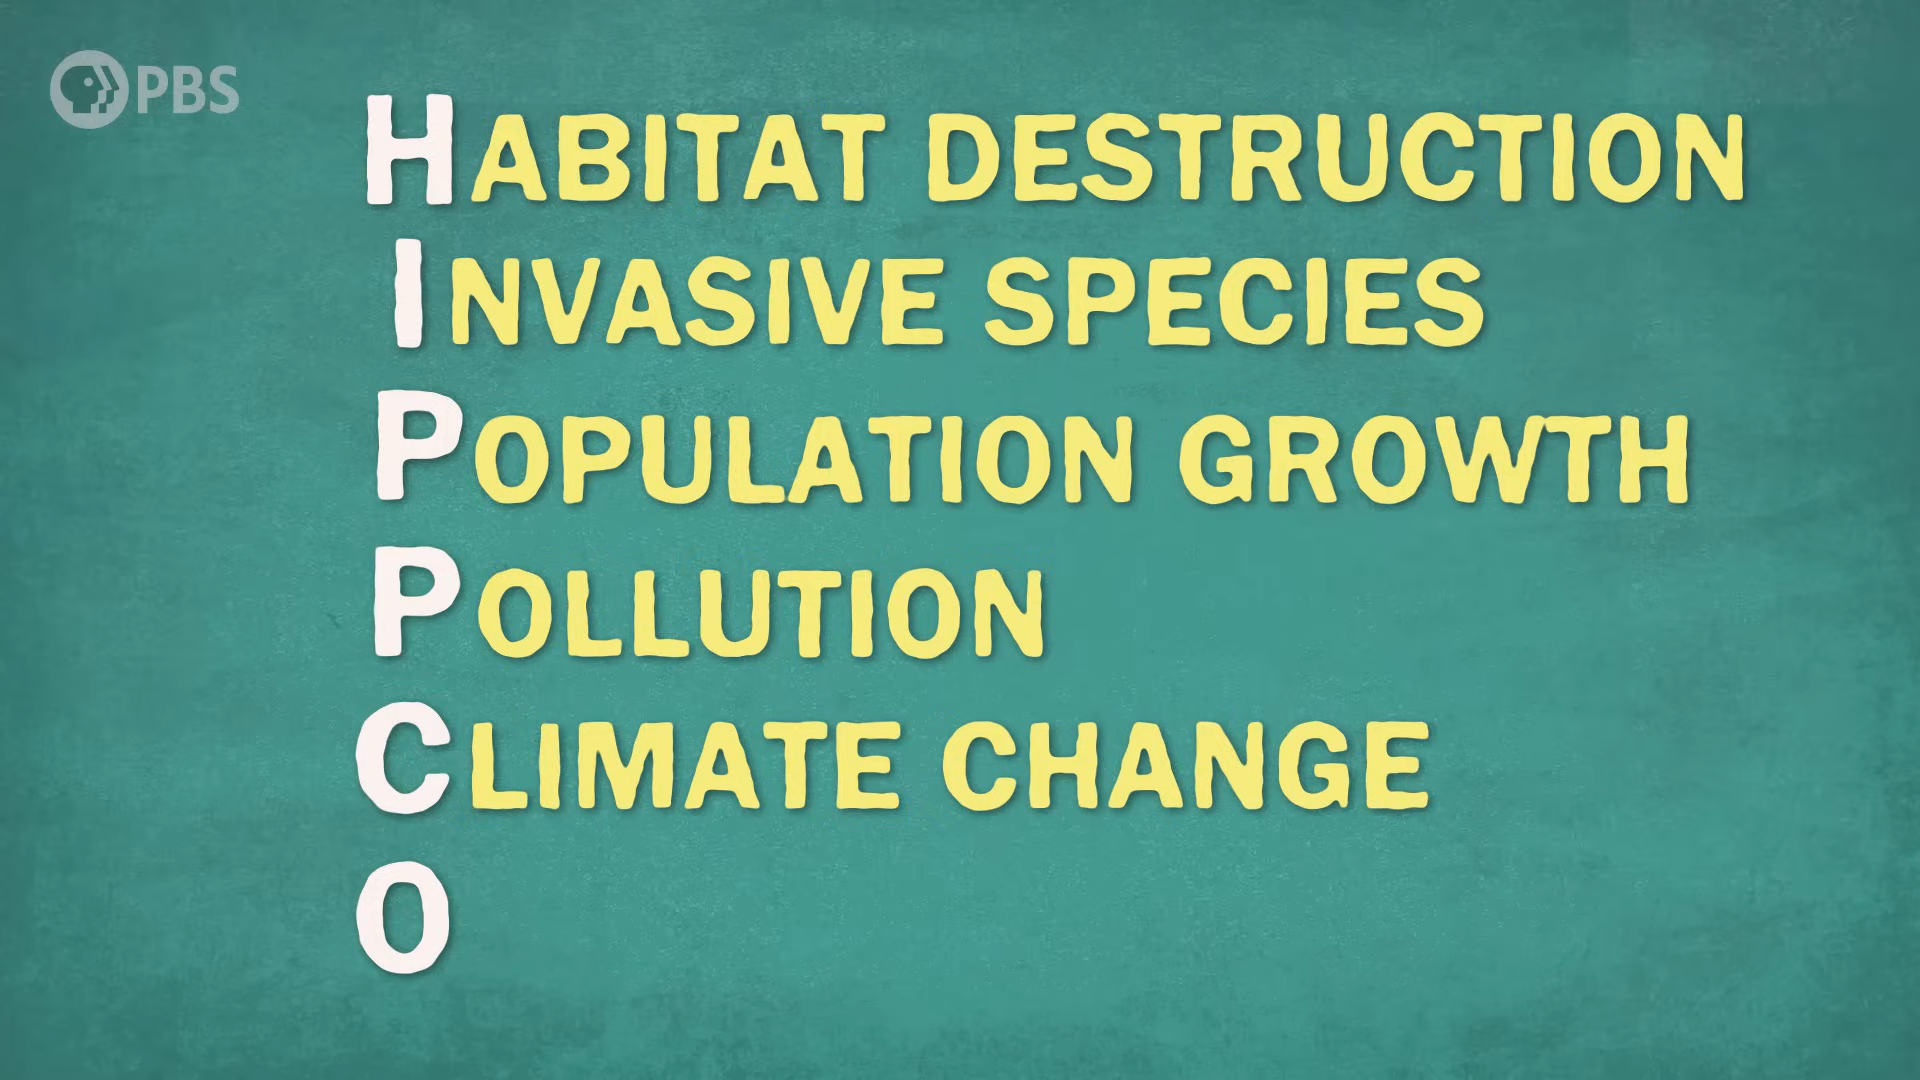 PBS
HABITAT DESTRUCTION
INVASIVE SPECIES
POPULATION GROWTH
POLLUTION
CLIMATE CHANGE
O